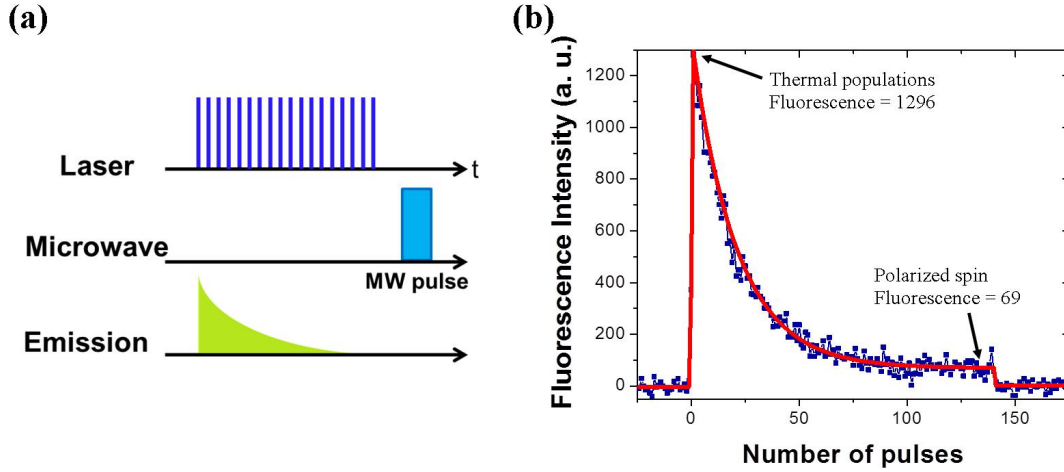 (a)
Laser
t
Microwave
MW pulse
Emission
(b)
Fluorescence Intensity (a. u.)
1200
1000
800
600
400
200
0
Thermal populations
Fluorescence = 1296
Polarized spin
Fluorescence = 69
0
50
100
150
Number of pulses